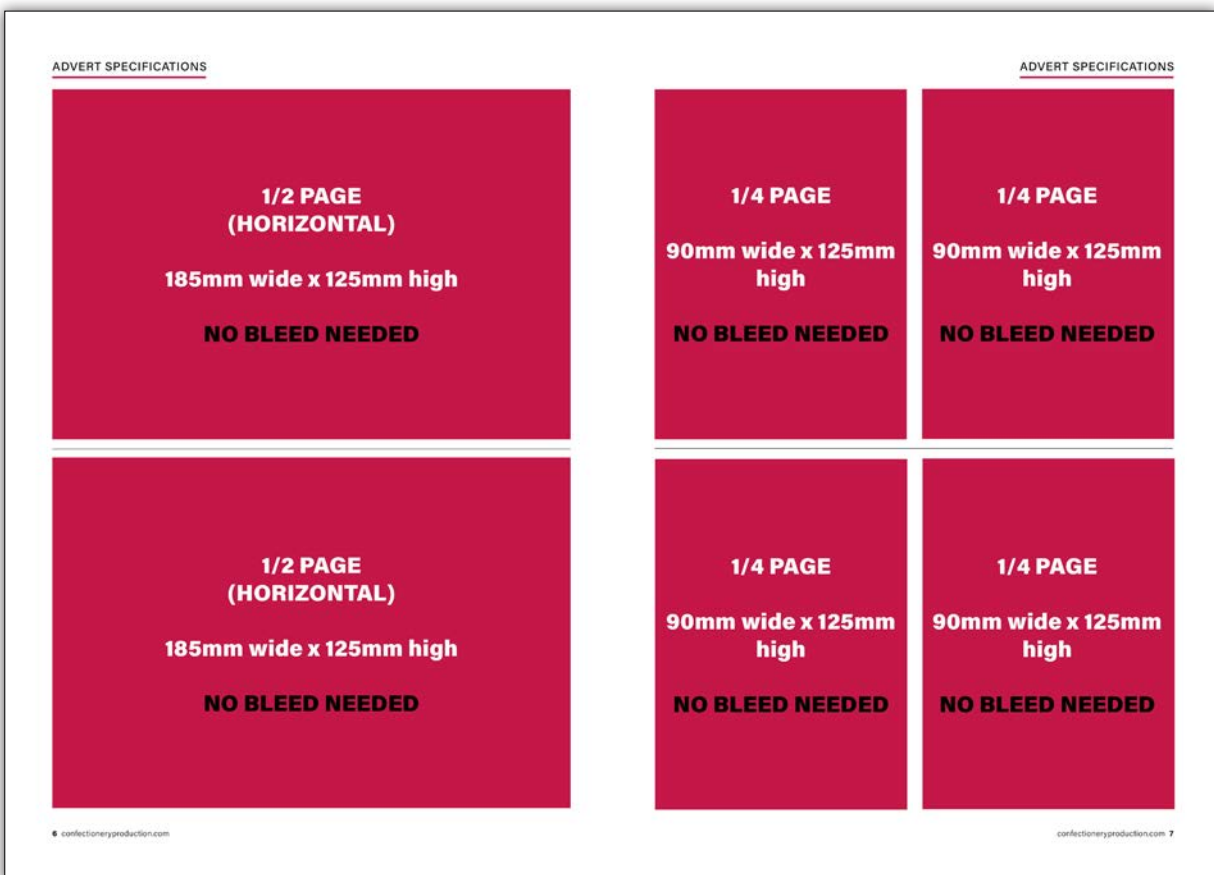 ADVERT SPECIFICATIONS
1/2 PAGE
(HORIZONTAL)
185mm wide x 125mm high
NO BLEED NEEDED
1/2 PAGE
(HORIZONTAL)
185mm wide x 125mm high
NO BLEED NEEDED
6 confectioneryproduction.com
ADVERT SPECIFICATIONS
1/4 PAGE
90mm wide x 125mm
high
NO BLEED NEEDED
1/4 PAGE
90mm wide x 125mm
high
NO BLEED NEEDED
1/4 PAGE
90mm wide x 125mm
high
NO BLEED NEEDED
1/4 PAGE
90mm wide x 125mm
high
NO BLEED NEEDED
confectioneryproduction.com 7